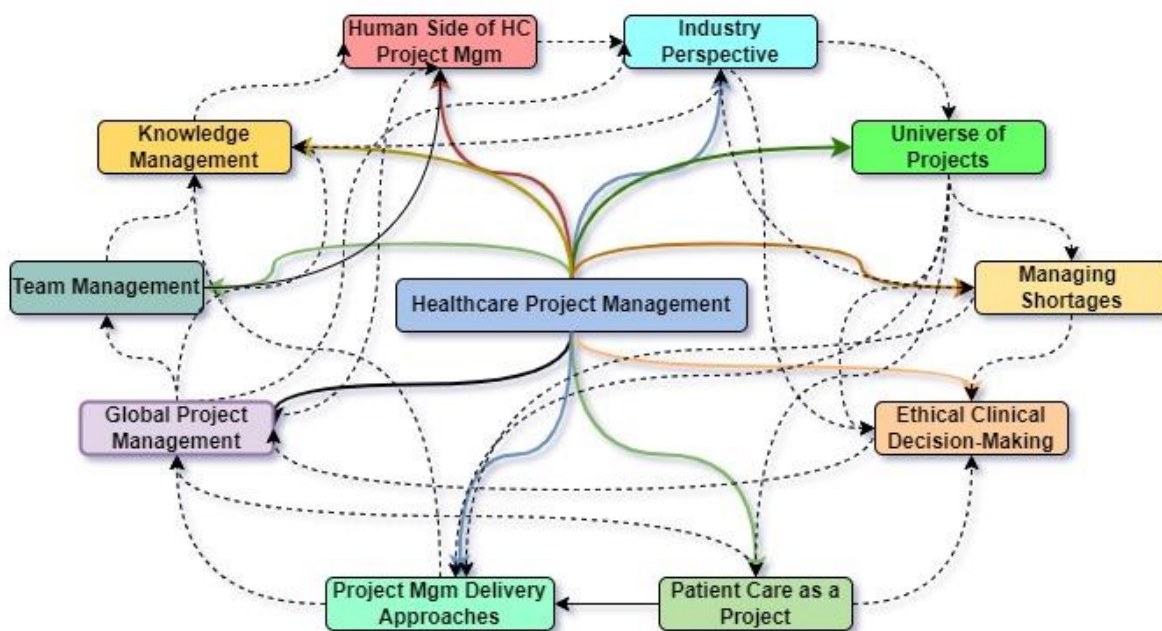 Human Side of HC
Project Mgm
Industry
Perspective
Knowledge
Management
Universe of
Projects
Team Management
Healthcare Project Management
Managing
Shortages
Global Project
Management
Ethical Clinical
Decision-Making
Project Mgm Delivery
Approaches
Patient Care as a
Project